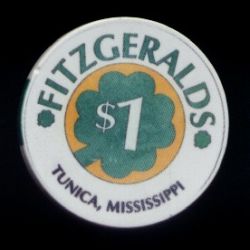 FITZGERALDS
$1
TUNICA, MISSISSIPPI